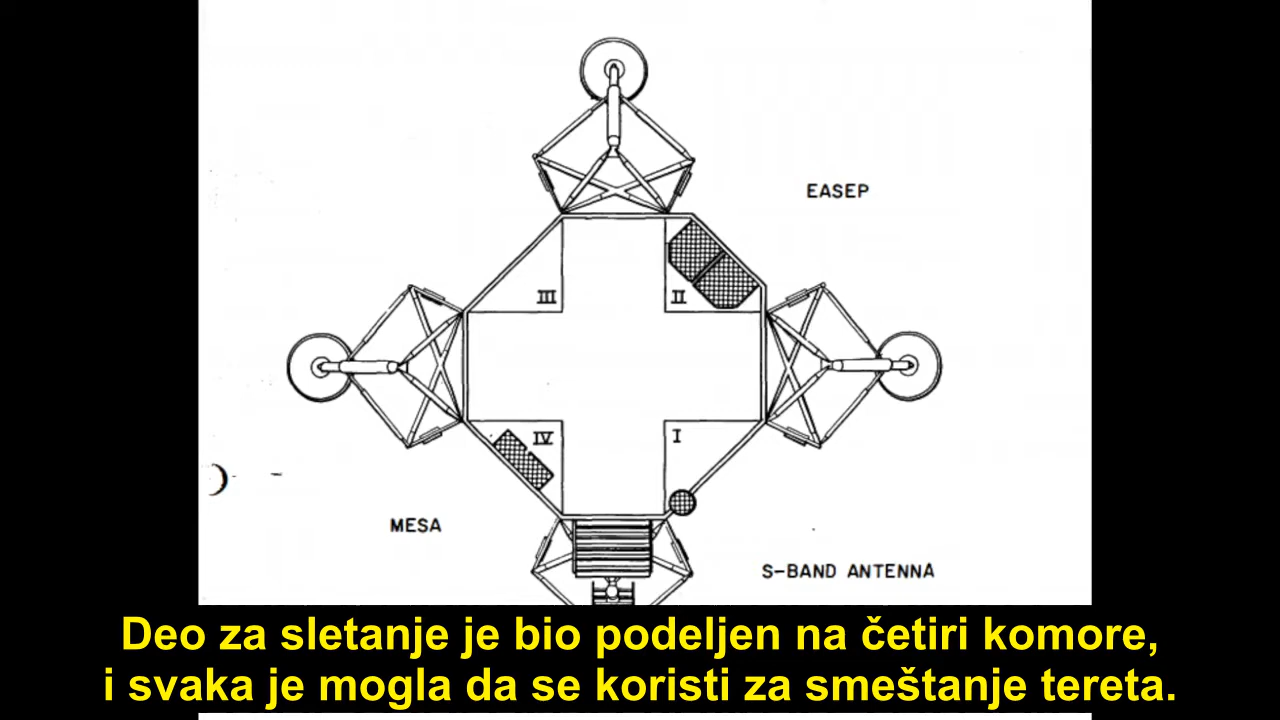 EASEP
III
II
IV
I
MESA
S-BAND ANTENNA
Deo za sletanje je bio podeljen na četiri komore,
i svaka je mogla da se koristi za smeštanje tereta.